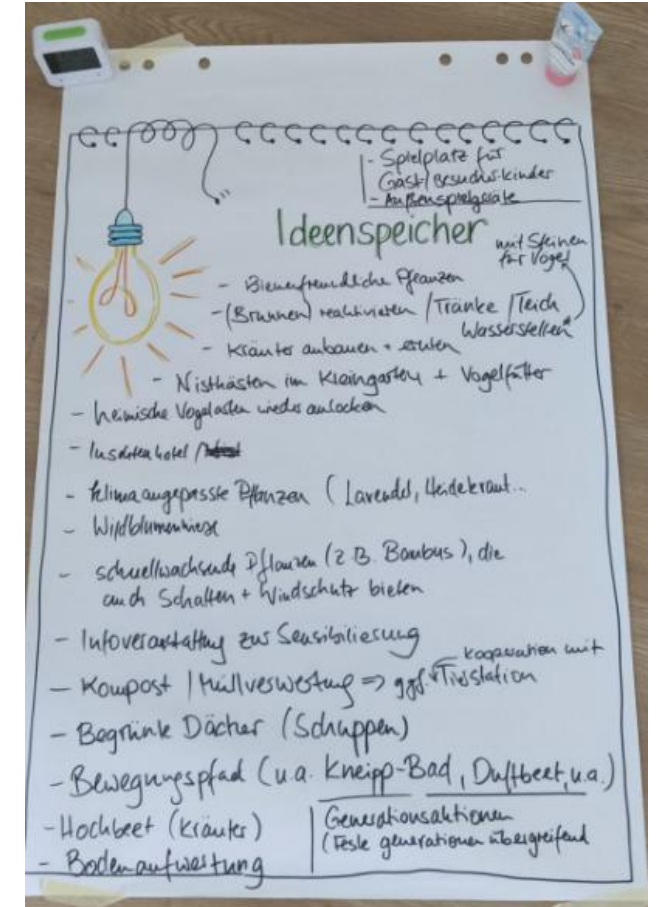 - Spielplatz für
Gast-/Besuchskinder
- Außenspielgeräte
Ideenspeicher
mit Steinen
für Vögel
- Bienenfreundliche Pflanzen
- (Brunnen) reaktivieren / Tränke / Teich
Wasserstellen
- Kräuter anbauen + ernten
- Nistkästen im Kleingarten + Vogelfutter
- heimische Vogelarten wieder anlocken
- Insektenhotel /
- klimaangepasste Pflanzen (Lavendel, Heidekraut...
- Wildblumenwiese
- schnellwachsende Pflanzen (z.B. Bambus), die
auch Schatten + Windschutz bieten
- Infoveranstaltung zur Sensibilierung
Kooperation mit
- Kompost / Müllverwertung => ggf. Tierstation
- Begrünte Dächer (Schuppen)
- Bewegungspfad (u.a. Kneipp-Bad, Duftbeet, u.a.)
- Hochbeet (Kräuter)
- Bodenaufwertung
Generationsaktionen
(Feste generationenübergreifend